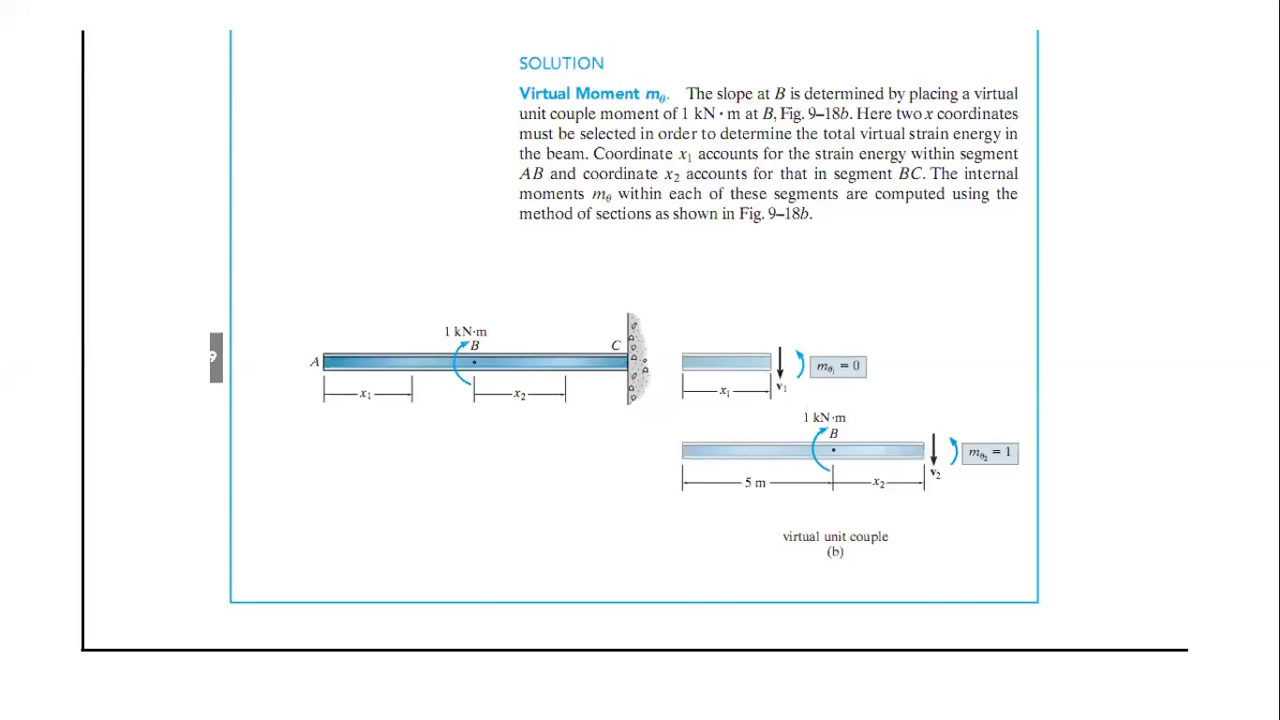 SOLUTION
Virtual Moment mθ. The slope at B is determined by placing a virtual
unit couple moment of 1 kN · m at B, Fig. 9–18b. Here two x coordinates
must be selected in order to determine the total virtual strain energy in
the beam. Coordinate x₁ accounts for the strain energy within segment
AB and coordinate x₂ accounts for that in segment BC. The internal
moments mθ within each of these segments are computed using the
method of sections as shown in Fig. 9–18b.
1 kN·m
B
C
A
x₁
x₂
9
mθ₁ = 0
v₁
x₁
1 kN·m
B
mθ₂ = 1
v₂
5 m
x₂
virtual unit couple
(b)